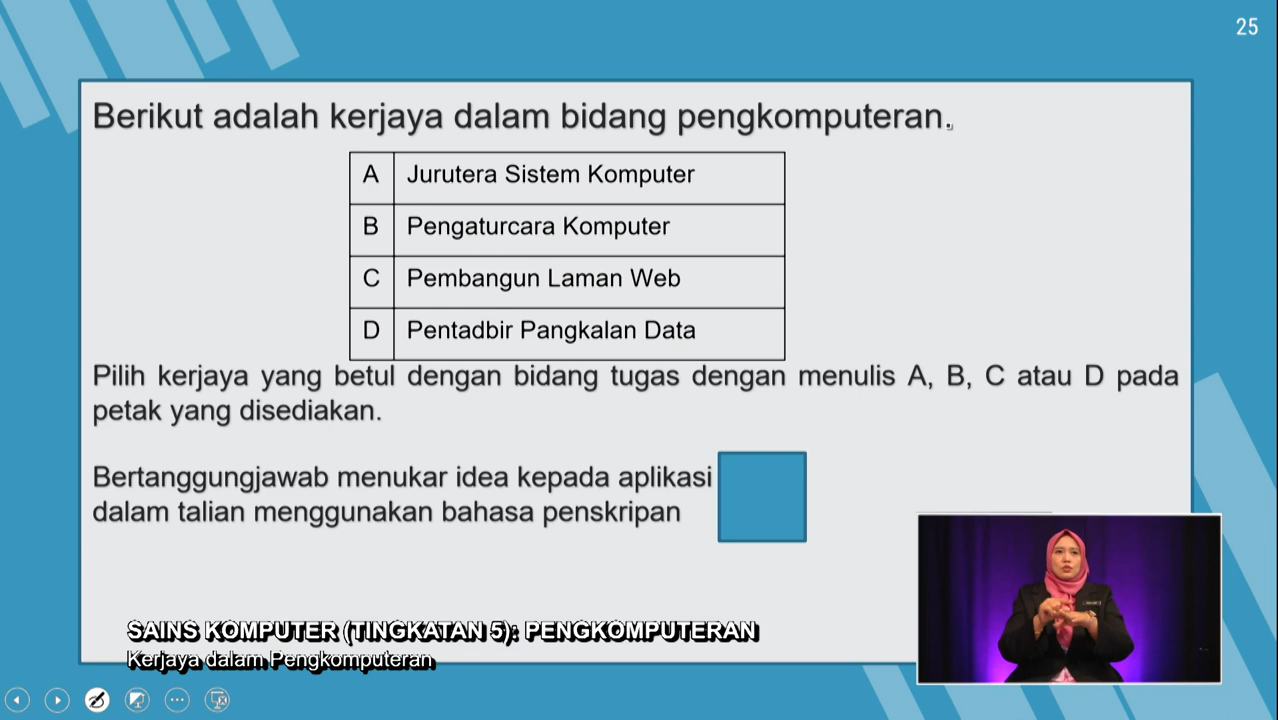 25
Berikut adalah kerjaya dalam bidang pengkomputeran.
A Jurutera Sistem Komputer
B Pengaturcara Komputer
C Pembangun Laman Web
D Pentadbir Pangkalan Data
Pilih kerjaya yang betul dengan bidang tugas dengan menulis A, B, C atau D pada
petak yang disediakan.
Bertanggungjawab menukar idea kepada aplikasi
dalam talian menggunakan bahasa penskripan
SAINS KOMPUTER (TINGKATAN 5): PENGKOMPUTERAN
Kerjaya dalam Pengkomputeran